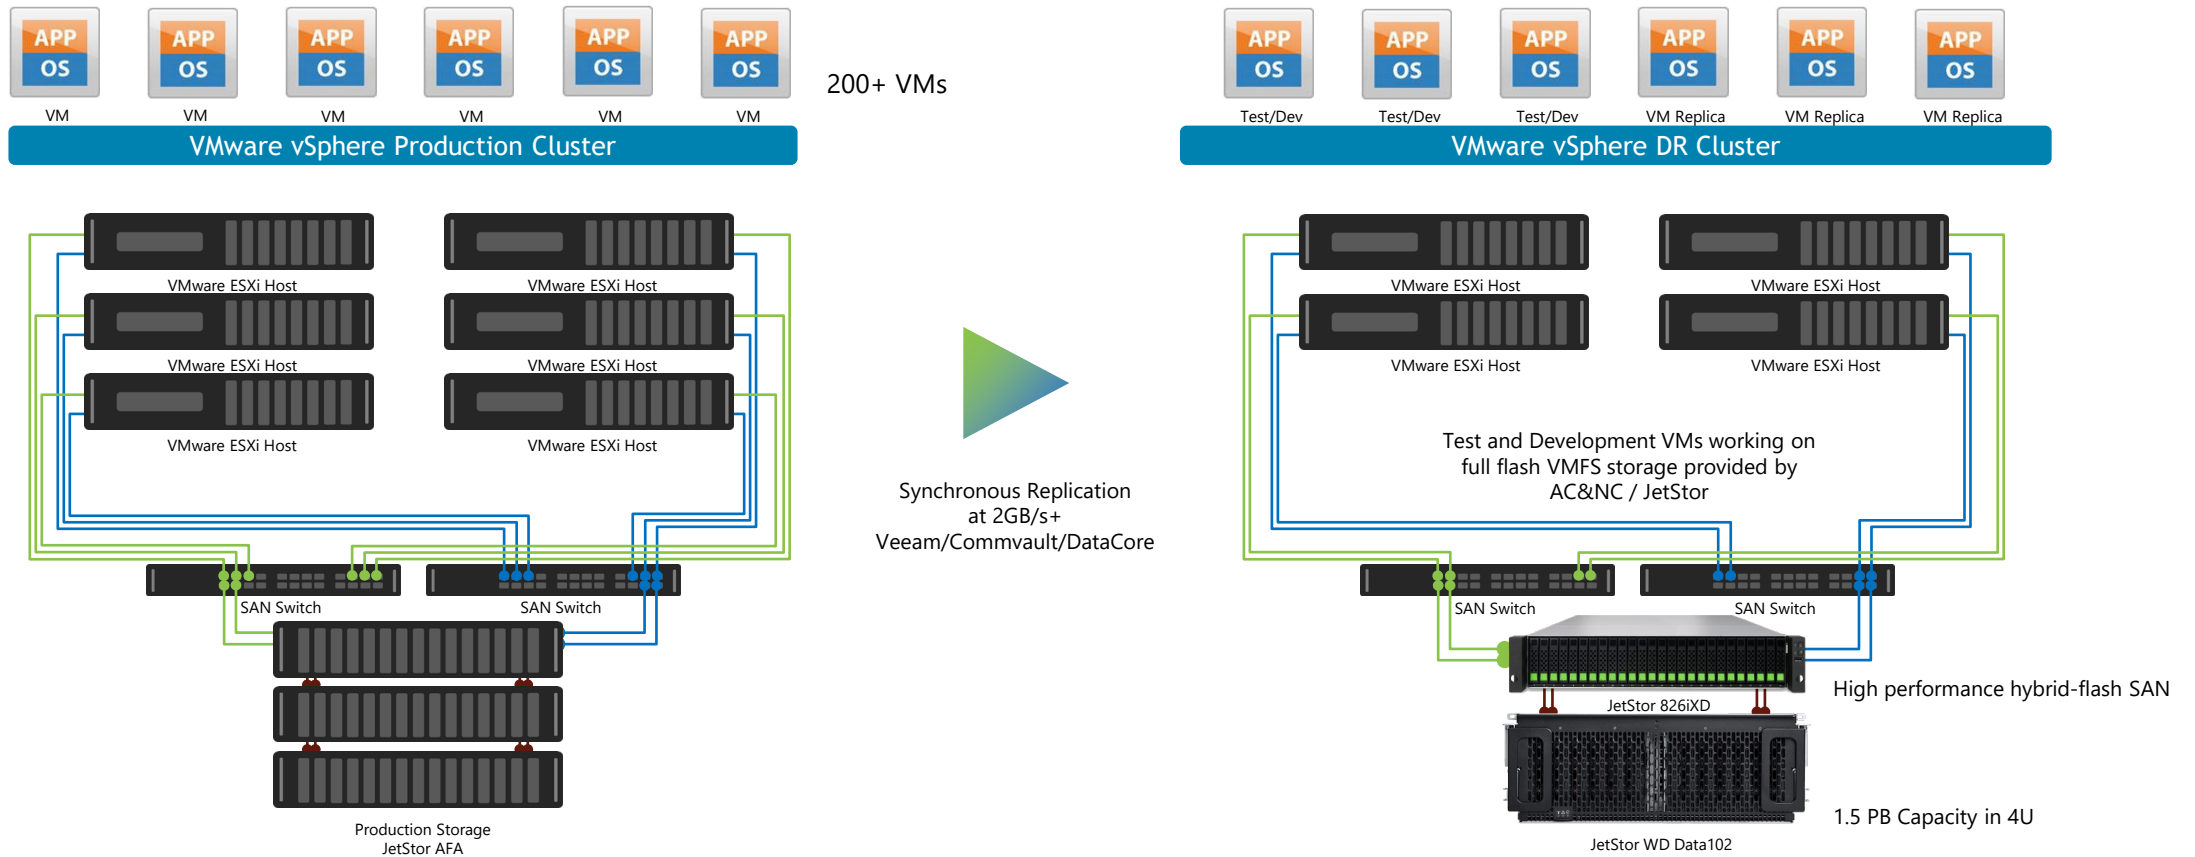 APP
OS
APP
OS
APP
OS
APP
OS
APP
OS
APP
OS
VM
VM
VM
VM
VM
VM
200+ VMs
VMware vSphere Production Cluster
APP
OS
APP
OS
APP
OS
APP
OS
APP
OS
APP
OS
Test/Dev
Test/Dev
Test/Dev
VM Replica
VM Replica
VM Replica
VMware vSphere DR Cluster
VMware ESXi Host
VMware ESXi Host
VMware ESXi Host
VMware ESXi Host
VMware ESXi Host
VMware ESXi Host
SAN Switch
SAN Switch
Production Storage
JetStor AFA
Synchronous Replication
at 2GB/s+
Veeam/Commvault/DataCore
VMware ESXi Host
VMware ESXi Host
VMware ESXi Host
VMware ESXi Host
Test and Development VMs working on
full flash VMFS storage provided by
AC&NC / JetStor
SAN Switch
SAN Switch
JetStor 826iXD
High performance hybrid-flash SAN
1.5 PB Capacity in 4U
JetStor WD Data102